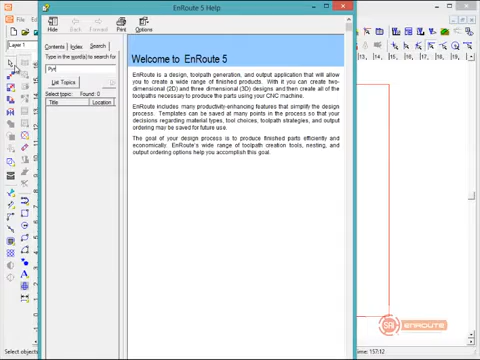 EnRoute 5 Help
Hide Back Forward Print Options
Contents Index Search
Type in the word(s) to search for
Pyr
List Topics
Select topic: Found: 0
Title Location
Welcome to EnRoute 5
EnRoute is a design, toolpath generation, and output application that will allow
you to create a wide range of finished products. With it you can create two-
dimensional (2D) and three dimensional (3D) designs and then create all of the
toolpaths necessary to produce the parts using your CNC machine.
EnRoute includes many productivity-enhancing features that simplify the design
process. Templates can be saved at many points in the process so that your
decisions regarding material types, tool choices, toolpath strategies, and output
ordering may be saved for future use.
The goal of your design process is to produce finished parts efficiently and
economically. EnRoute's wide range of toolpath creation tools, nesting, and
output ordering options help you accomplish this goal.
File
Layer 1
ENROUTE
Select objects
Time: 157:12